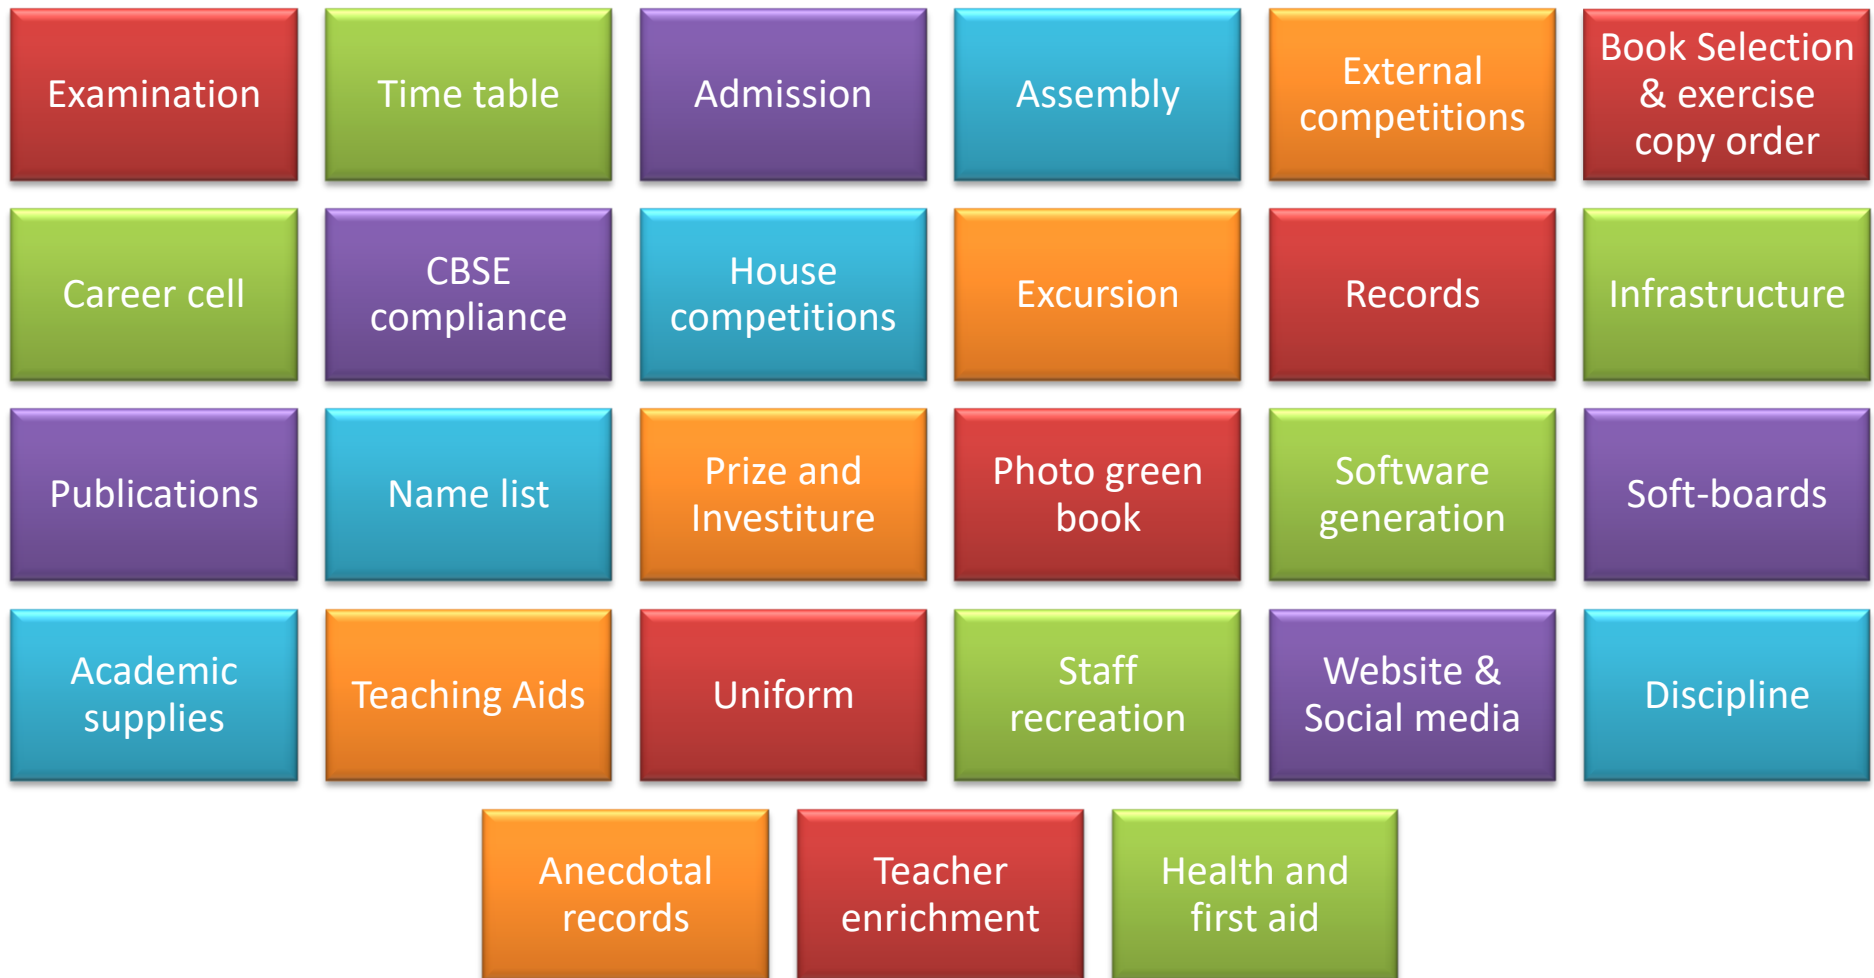 Examination
Time table
Admission
Assembly
External
competitions
Book Selection
& exercise
copy order
Career cell
CBSE
compliance
House
competitions
Excursion
Records
Infrastructure
Publications
Name list
Prize and
Investiture
Photo green
book
Software
generation
Soft-boards
Academic
supplies
Teaching Aids
Uniform
Staff
recreation
Website &
Social media
Discipline
Anecdotal
records
Teacher
enrichment
Health and
first aid